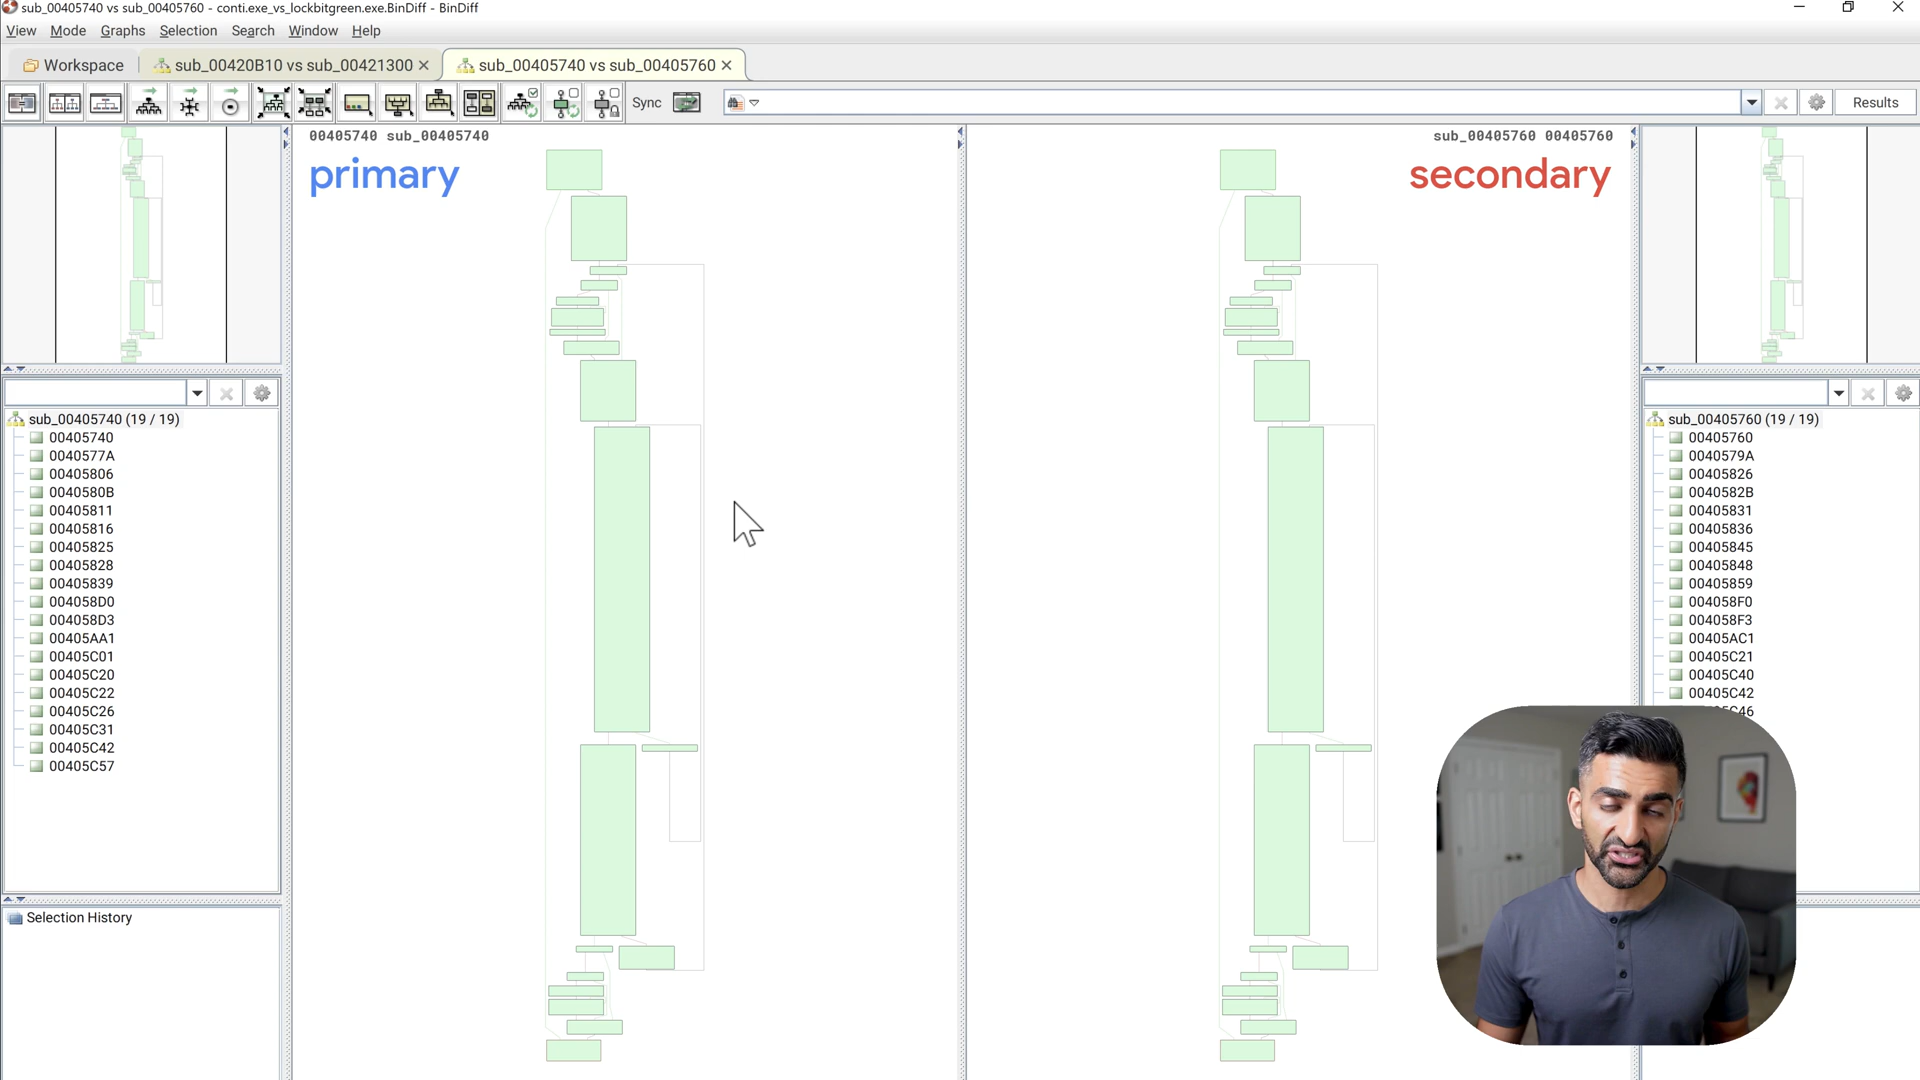 sub_00405740 vs sub_00405760 - conti.exe_vs_lockbitgreen.exe.BinDiff - BinDiff
View Mode Graphs Selection Search Window Help
Workspace sub_00420B10 vs sub_00421300 sub_00405740 vs sub_00405760
Sync Results
00405740 sub_00405740
sub_00405760 00405760
primary
secondary
sub_00405740 (19 / 19)
00405740
0040577A
00405806
0040580B
00405811
00405816
00405825
00405828
00405839
004058D0
004058D3
00405AA1
00405C01
00405C20
00405C22
00405C26
00405C31
00405C42
00405C57
Selection History
sub_00405760 (19 / 19)
00405760
0040579A
00405826
0040582B
00405831
00405836
00405845
00405848
00405859
004058F0
004058F3
00405AC1
00405C21
00405C40
00405C42